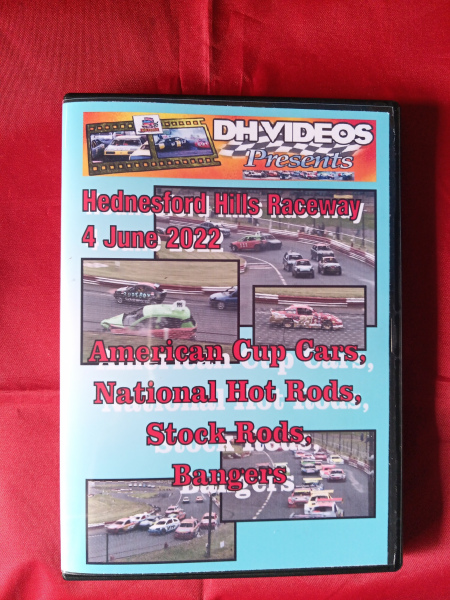 DH-VIDEOS
Presents
Hednesford Hills Raceway
4 June 2022
American Cup Cars,
National Hot Rods,
Stock Rods,
Bangers